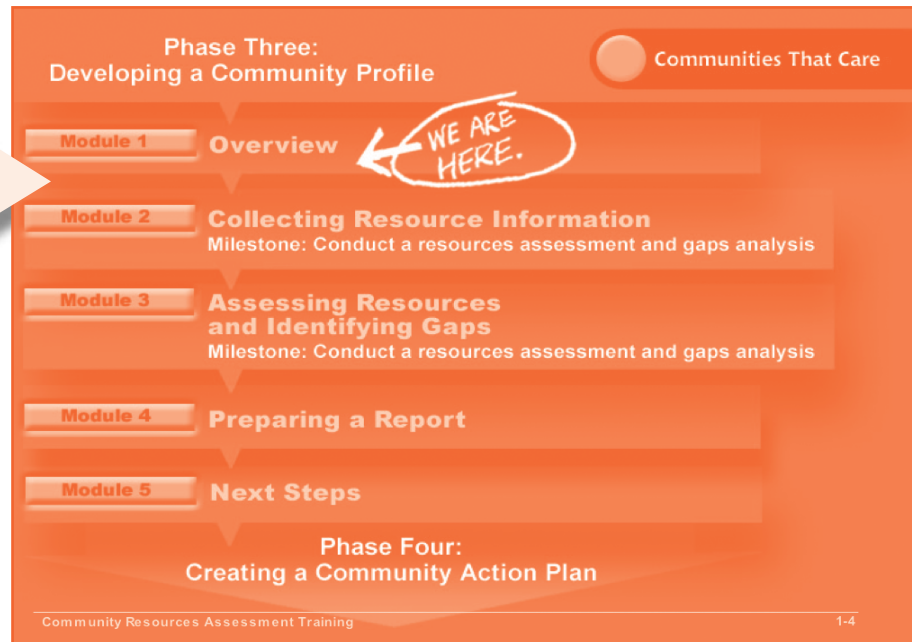 Phase Three:
Developing a Community Profile
Communities That Care
Module 1
Overview
WE ARE
HERE.
Module 2
Collecting Resource Information
Milestone: Conduct a resources assessment and gaps analysis
Module 3
Assessing Resources
and Identifying Gaps
Milestone: Conduct a resources assessment and gaps analysis
Module 4
Preparing a Report
Module 5
Next Steps
Phase Four:
Creating a Community Action Plan
Community Resources Assessment Training
1-4